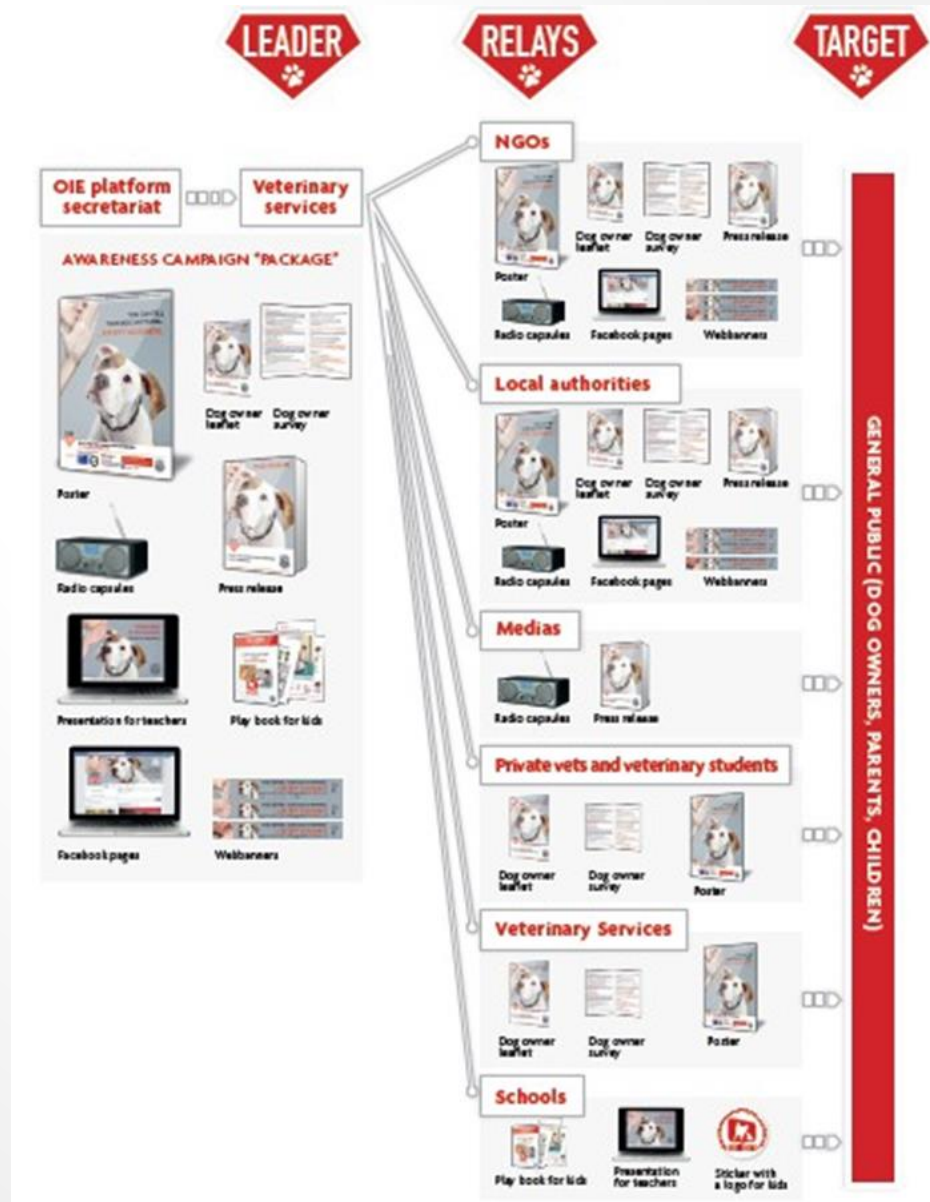 LEADER
RELAYS
TARGET
OIE platform
secretariat
Veterinary
services
AWARENESS CAMPAIGN "PACKAGE"
Poster
Dog owner
leaflet
Dog owner
survey
Radio capsules
Press release
Presentation for teachers
Play book for kids
Facebook pages
Webbanners
NGOs
Poster
Dog owner
leaflet
Dog owner
survey
Press release
Radio capsules
Facebook pages
Webbanners
Local authorities
Poster
Dog owner
leaflet
Dog owner
survey
Press release
Radio capsules
Facebook pages
Webbanners
Medias
Radio capsules
Press release
Private vets and veterinary students
Dog owner
leaflet
Dog owner
survey
Poster
Veterinary Services
Dog owner
leaflet
Dog owner
survey
Poster
Schools
Play book for kids
Presentation
for teachers
Sticker with
a logo for kids
GENERAL PUBLIC (DOG OWNERS, PARENTS, CHILDREN)